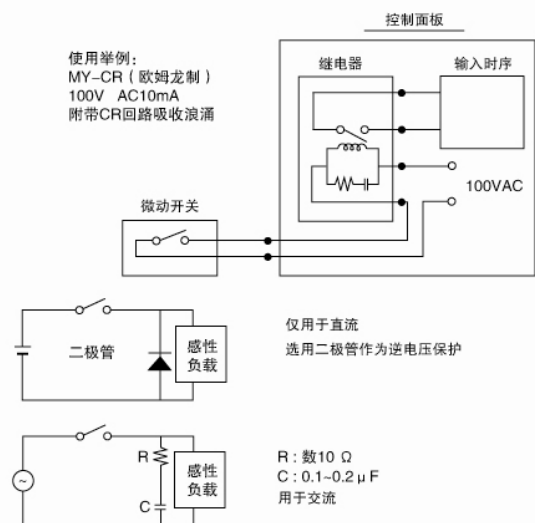 控制面板
使用举例：
MY-CR（欧姆龙制）
100V AC10mA
附带CR回路吸收浪涌
继电器
输入时序
100VAC
微动开关
二极管
感性
负载
仅用于直流
选用二极管作为逆电压保护
R
C
感性
负载
~
R：数10 Ω
C：0.1~0.2μF
用于交流